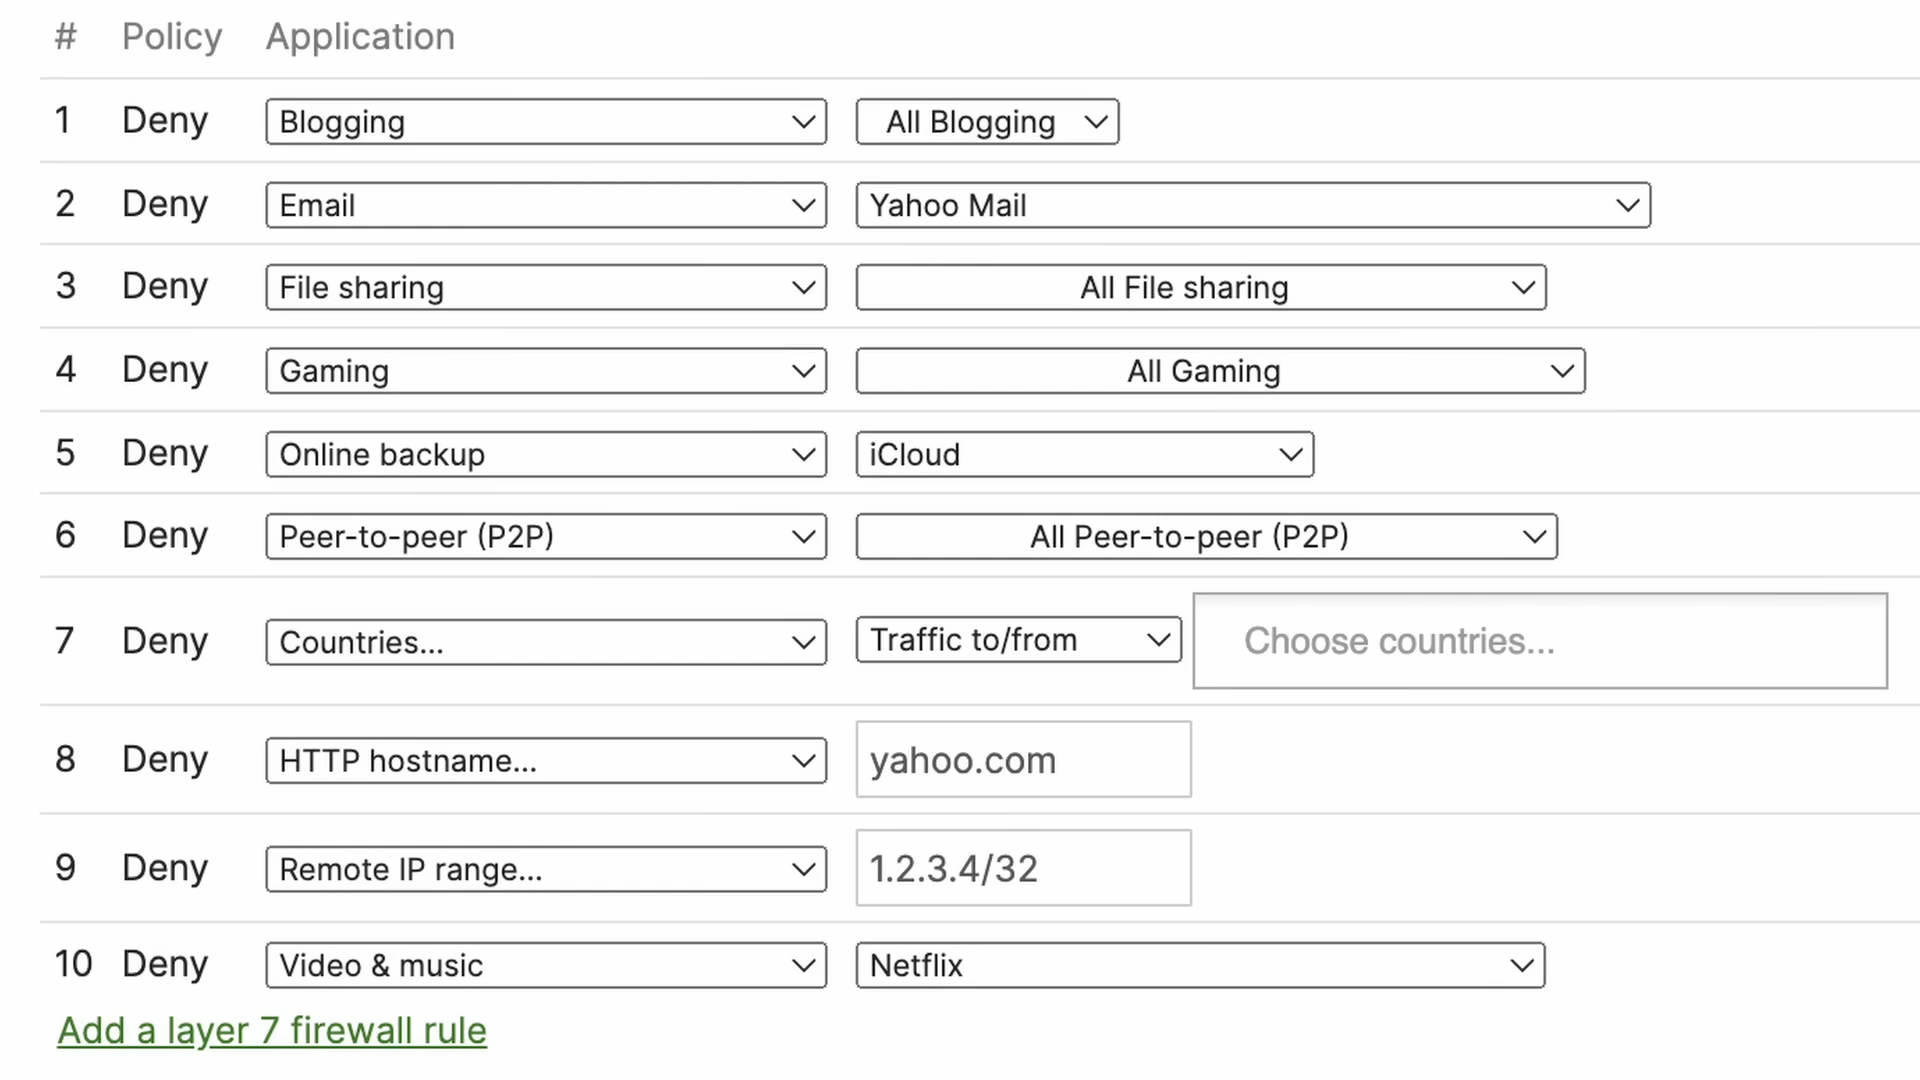 # Policy Application
1 Deny Blogging All Blogging
2 Deny Email Yahoo Mail
3 Deny File sharing All File sharing
4 Deny Gaming All Gaming
5 Deny Online backup iCloud
6 Deny Peer-to-peer (P2P) All Peer-to-peer (P2P)
7 Deny Countries... Traffic to/from Choose countries...
8 Deny HTTP hostname... yahoo.com
9 Deny Remote IP range... 1.2.3.4/32
10 Deny Video & music Netflix
Add a layer 7 firewall rule